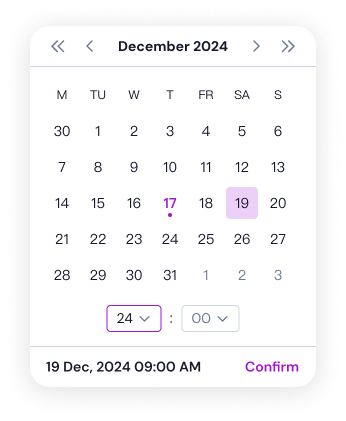 December 2024
M TU W T FR SA S
30 1 2 3 4 5 6
7 8 9 10 11 12 13
14 15 16 17 18 19 20
21 22 23 24 25 26 27
28 29 30 31 1 2 3
24 : 00
19 Dec, 2024 09:00 AM Confirm